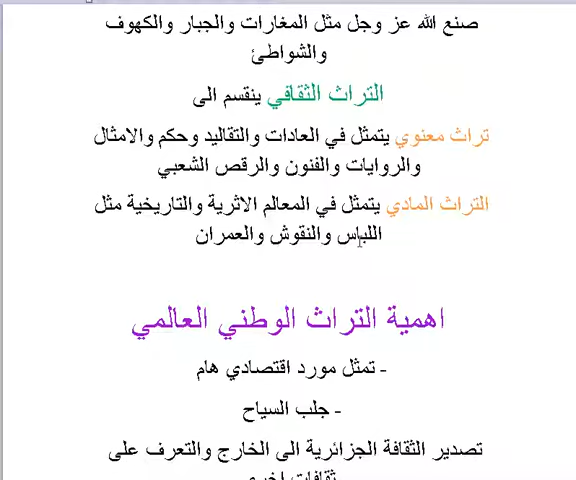 صنع الله عز وجل مثل المغارات والجبار والكهوف
والشواطئ
التراث الثقافي ينقسم الى
تراث معنوي يتمثل في العادات والتقاليد وحكم والامثال
والروايات والفنون والرقص الشعبي
التراث المادي يتمثل في المعالم الاثرية والتاريخية مثل
اللباس والنقوش والعمران
اهمية التراث الوطني العالمي
- تمثل مورد اقتصادي هام
- جلب السياح
تصدير الثقافة الجزائرية الى الخارج والتعرف على
ثقافات